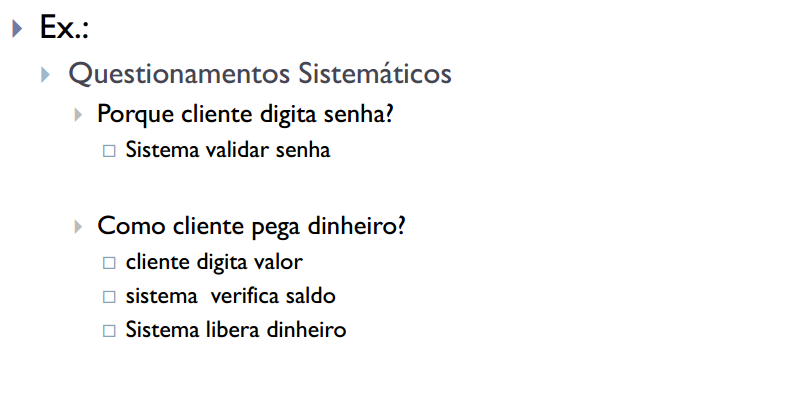 Ex.:
Questionamentos Sistemáticos
Porque cliente digita senha?
Sistema validar senha
Como cliente pega dinheiro?
cliente digita valor
sistema  verifica saldo
Sistema libera dinheiro